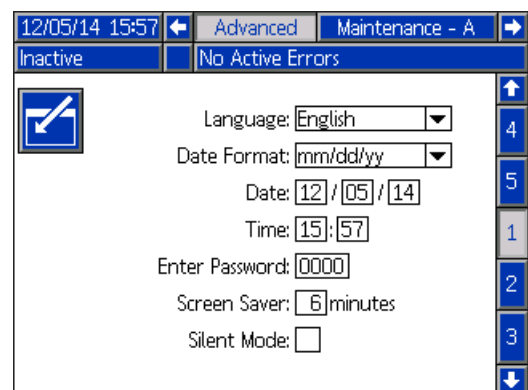 12/05/14 15:57 Advanced Maintenance - A
Inactive No Active Errors
Language: English
4
Date Format: mm/dd/yy
5
Date: 12 / 05 / 14
Time: 15 : 57
1
Enter Password: 0000
2
Screen Saver: 6 minutes
3
Silent Mode: